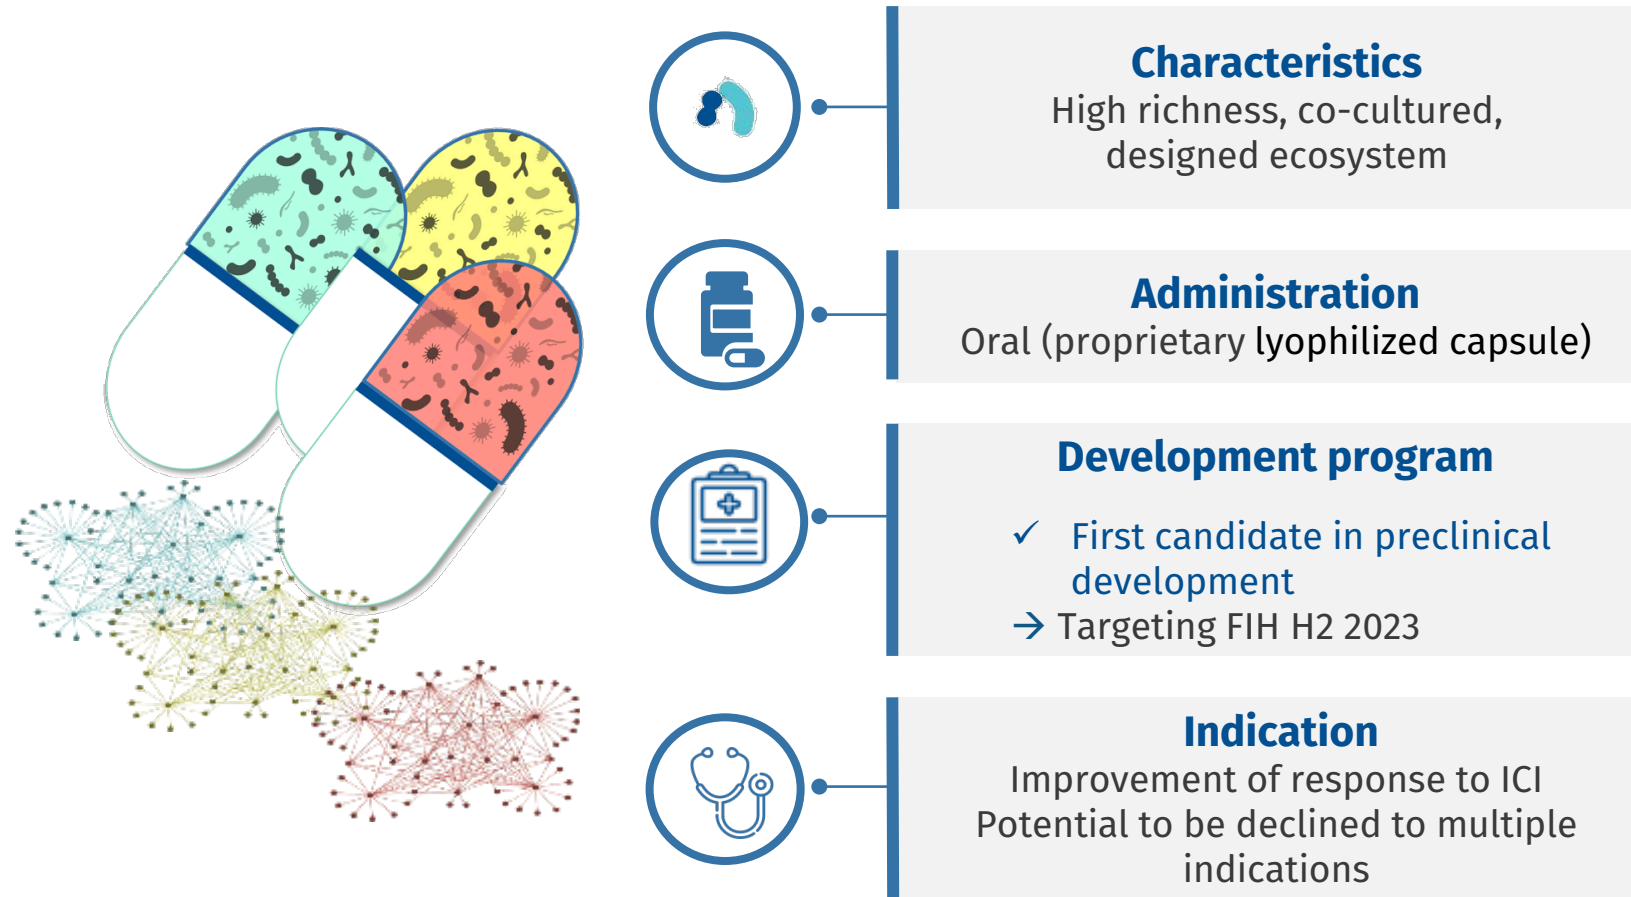 Characteristics
High richness, co-cultured,
designed ecosystem
Administration
Oral (proprietary lyophilized capsule)
Development program
✓ First candidate in preclinical
development
→ Targeting FIH H2 2023
Indication
Improvement of response to ICI
Potential to be declined to multiple
indications